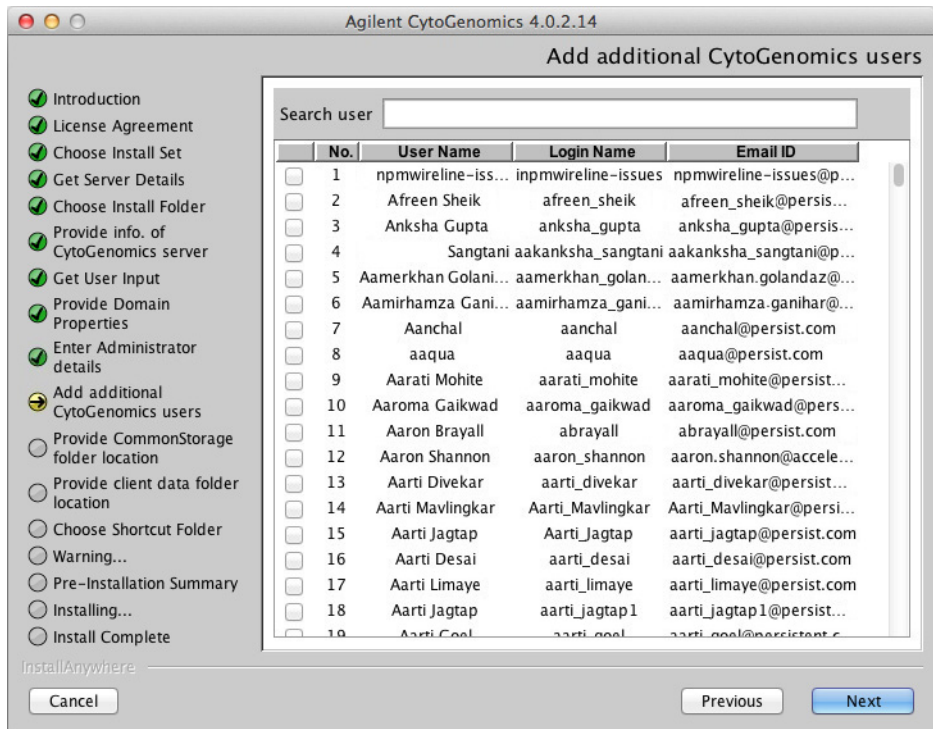 Agilent CytoGenomics 4.0.2.14
Add additional CytoGenomics users
Introduction
License Agreement
Choose Install Set
Get Server Details
Choose Install Folder
Provide info. of
CytoGenomics server
Get User Input
Provide Domain
Properties
Enter Administrator
details
Add additional
CytoGenomics users
Provide CommonStorage
folder location
Provide client data folder
location
Choose Shortcut Folder
Warning...
Pre-Installation Summary
Installing...
Install Complete
Search user
No. User Name Login Name Email ID
1 npmwireline-iss... inpmwireline-issues npmwireline-issues@p...
2 Afreen Sheik afreen_sheik afreen_sheik@persis...
3 Anksha Gupta anksha_gupta anksha_gupta@persis...
4 Sangtani aakanksha_sangtani aakanksha_sangtani@p...
5 Aamerkhan Golani... aamerkhan_golan... aamerkhan.golandaz@...
6 Aamirhamza Gani... aamirhamza_gani... aamirhamza.ganihar@...
7 Aanchal aanchal aanchal@persist.com
8 aaqua aaqua aaqua@persist.com
9 Aarati Mohite aarati_mohite aarati_mohite@persist...
10 Aaroma Gaikwad aaroma_gaikwad aaroma_gaikwad@pers...
11 Aaron Brayall abrayall abrayall@persist.com
12 Aaron Shannon aaron_shannon aaron.shannon@accele...
13 Aarti Divekar aarti_divekar aarti_divekar@persist...
14 Aarti Mavlingkar Aarti_Mavlingkar Aarti_Mavlingkar@persi...
15 Aarti Jagtap Aarti_Jagtap aarti_jagtap@persist.com
16 Aarti Desai aarti_desai aarti_desai@persist.com
17 Aarti Limaye aarti_limaye aarti_limaye@persist.com
18 Aarti Jagtap aarti_jagtap1 aarti_jagtap1@persist...
19 Aarti Goel aarti_goel aarti_goel@persistent.c
InstallAnywhere
Cancel Previous Next